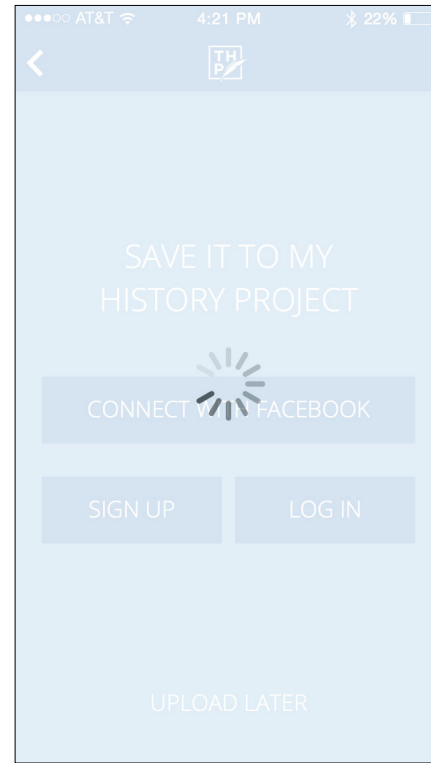 AT&T 4:21 PM 22%
TH
P
SAVE IT TO MY
HISTORY PROJECT
CONNECT WITH FACEBOOK
SIGN UP LOG IN
UPLOAD LATER